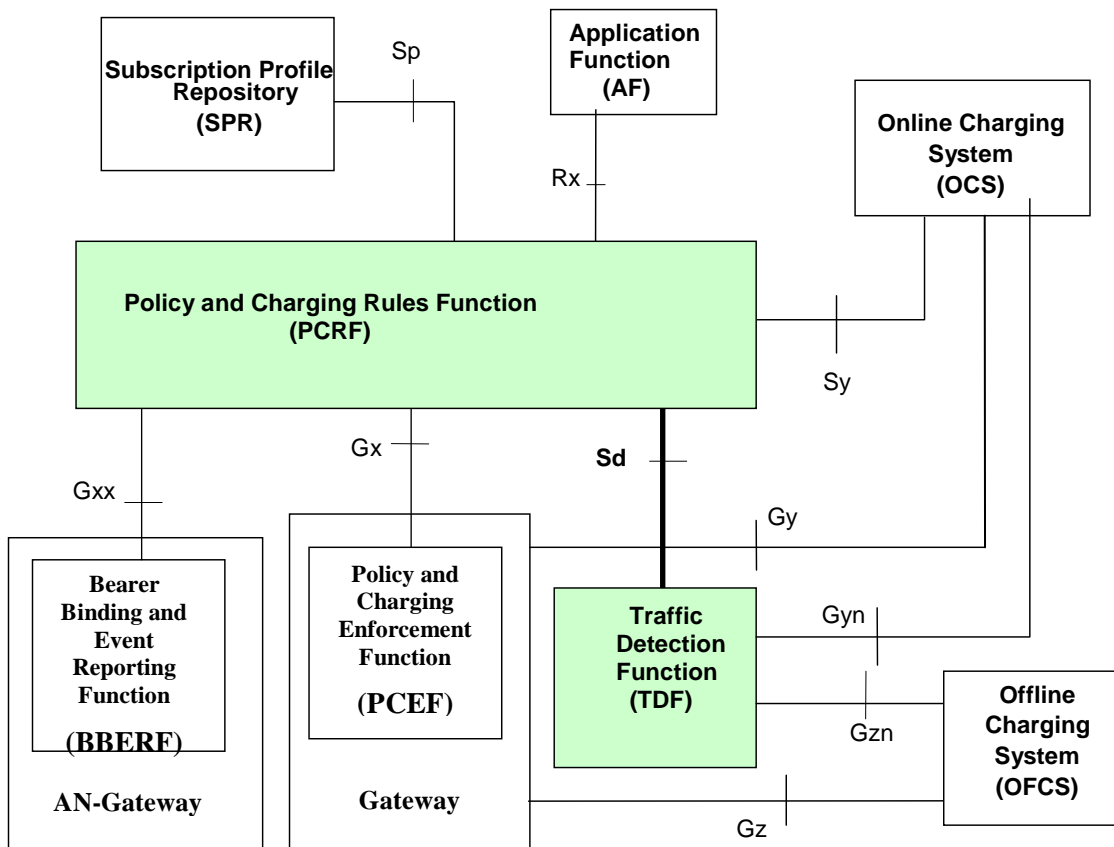 Subscription Profile
Repository
(SPR)
Sp
Application
Function
(AF)
Rx
Online Charging
System
(OCS)
Policy and Charging Rules Function
(PCRF)
Sy
Gxx
Gx
Sd
Gy
Bearer
Binding and
Event
Reporting
Function
(BBERF)
AN-Gateway
Policy and
Charging
Enforcement
Function
(PCEF)
Gateway
Traffic
Detection
Function
(TDF)
Gyn
Gzn
Gz
Offline
Charging
System
(OFCS)